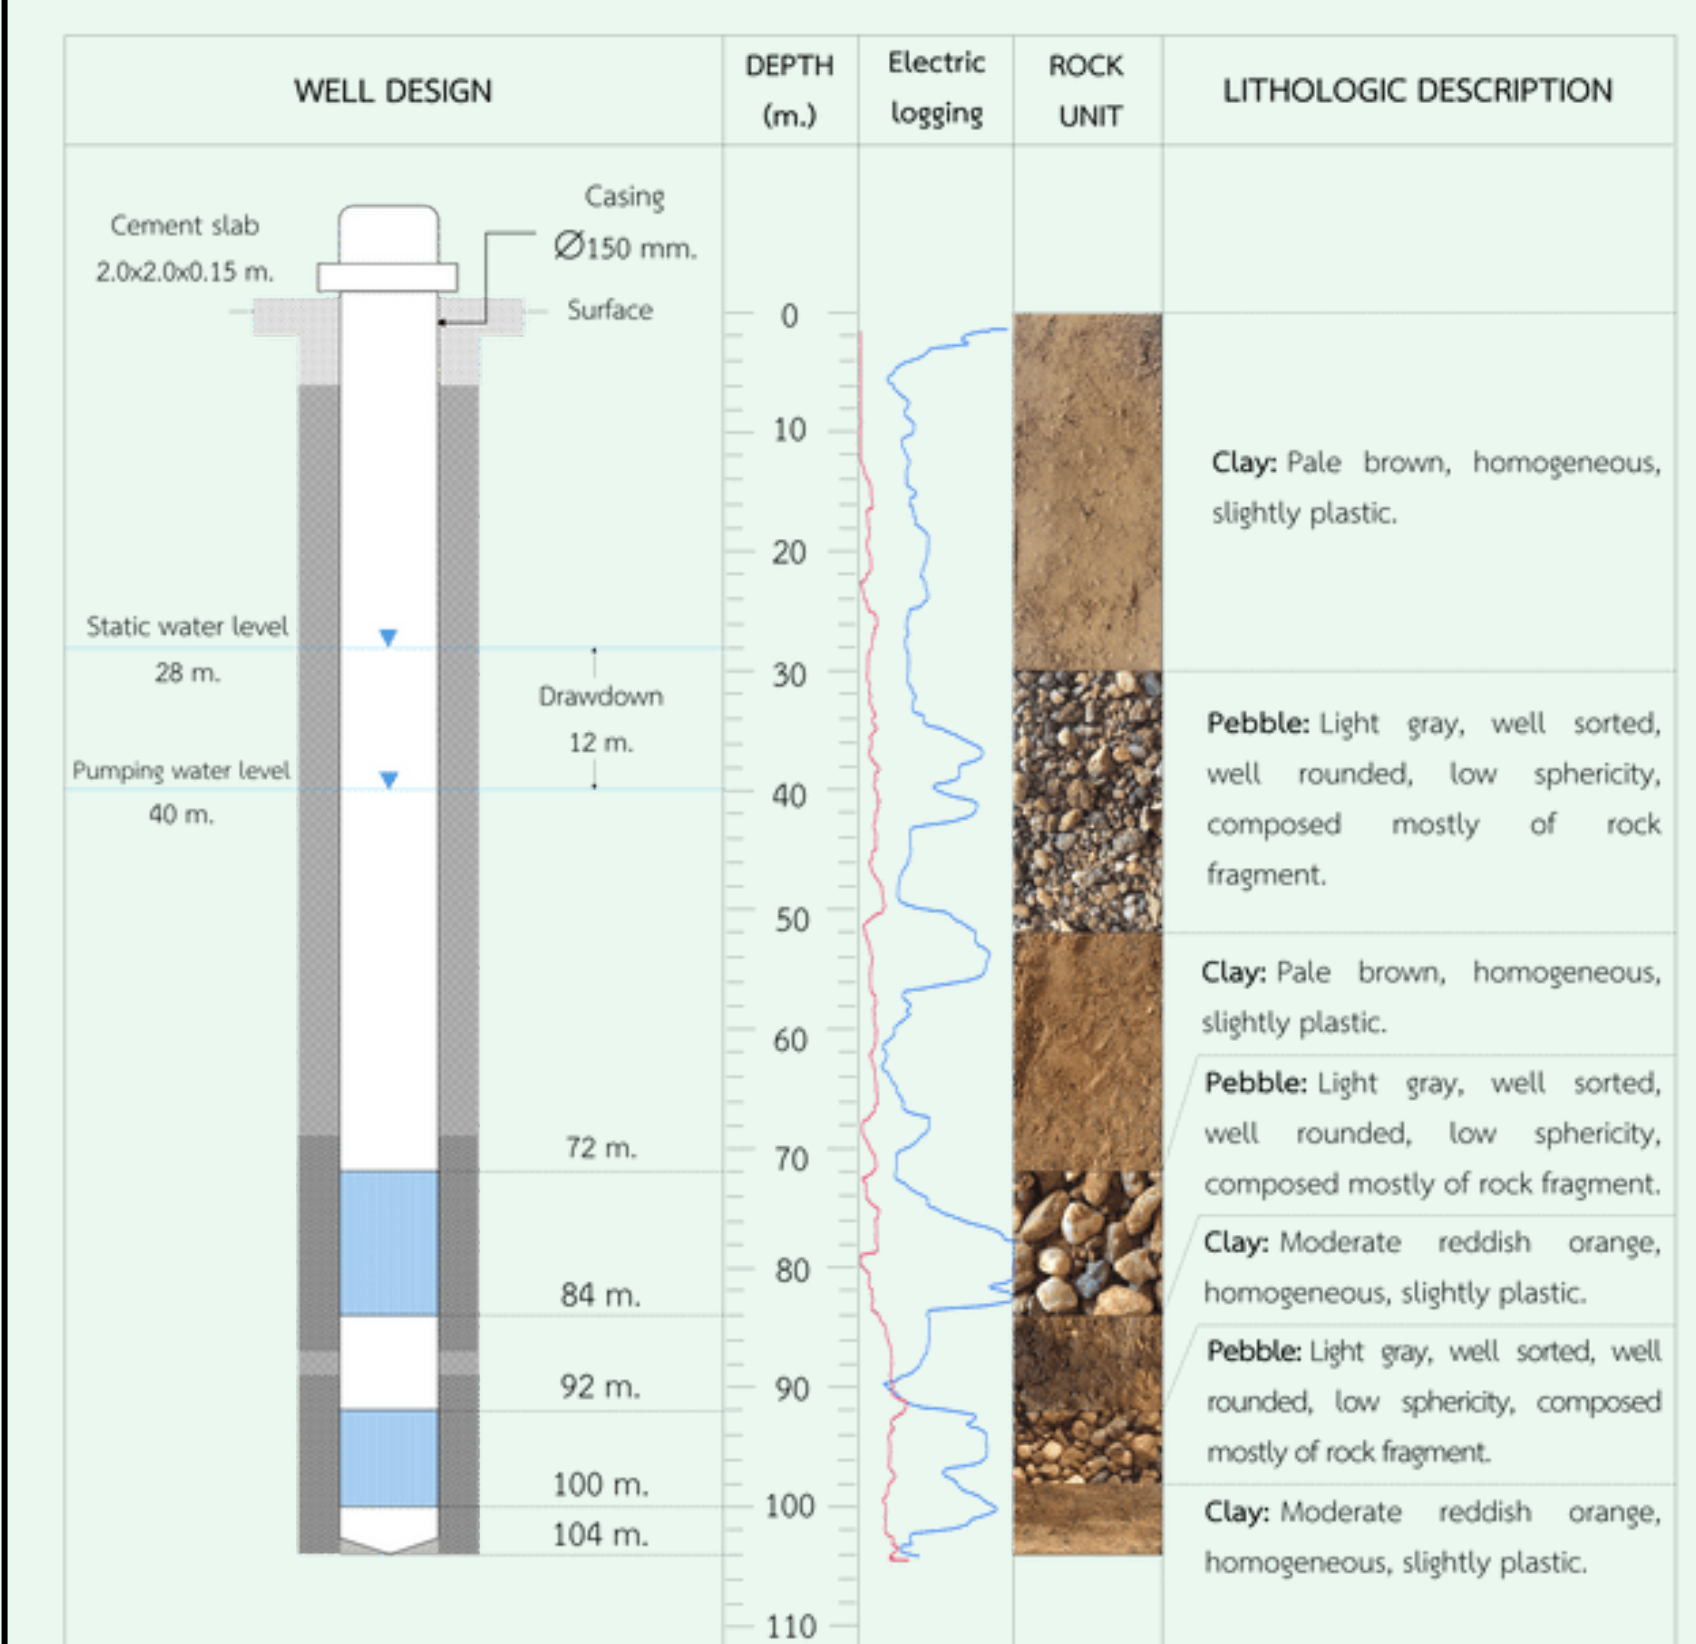 WELL DESIGN
DEPTH
(m.)
Electric
logging
ROCK
UNIT
LITHOLOGIC DESCRIPTION
Casing
Ø150 mm.
Cement slab
2.0x2.0x0.15 m.
Surface
Static water level
28 m.
Drawdown
12 m.
Pumping water level
40 m.
72 m.
84 m.
92 m.
100 m.
104 m.
0
10
20
30
40
50
60
70
80
90
100
110
Clay: Pale brown, homogeneous,
slightly plastic.
Pebble: Light gray, well sorted,
well rounded, low sphericity,
composed mostly of rock
fragment.
Clay: Pale brown, homogeneous,
slightly plastic.
Pebble: Light gray, well sorted,
well rounded, low sphericity,
composed mostly of rock fragment.
Clay: Moderate reddish orange,
homogeneous, slightly plastic.
Pebble: Light gray, well sorted, well
rounded, low sphericity, composed
mostly of rock fragment.
Clay: Moderate reddish orange,
homogeneous, slightly plastic.